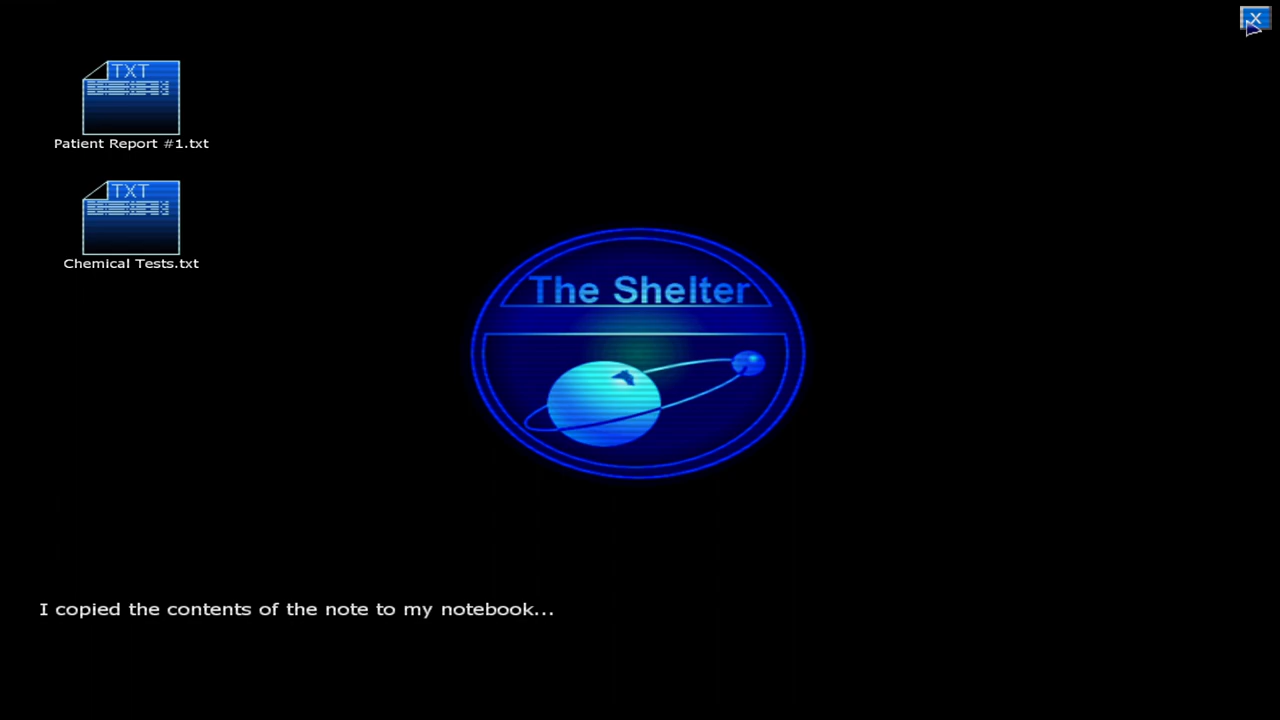 X
TXT
Patient Report #1.txt
TXT
Chemical Tests.txt
The Shelter
I copied the contents of the note to my notebook...